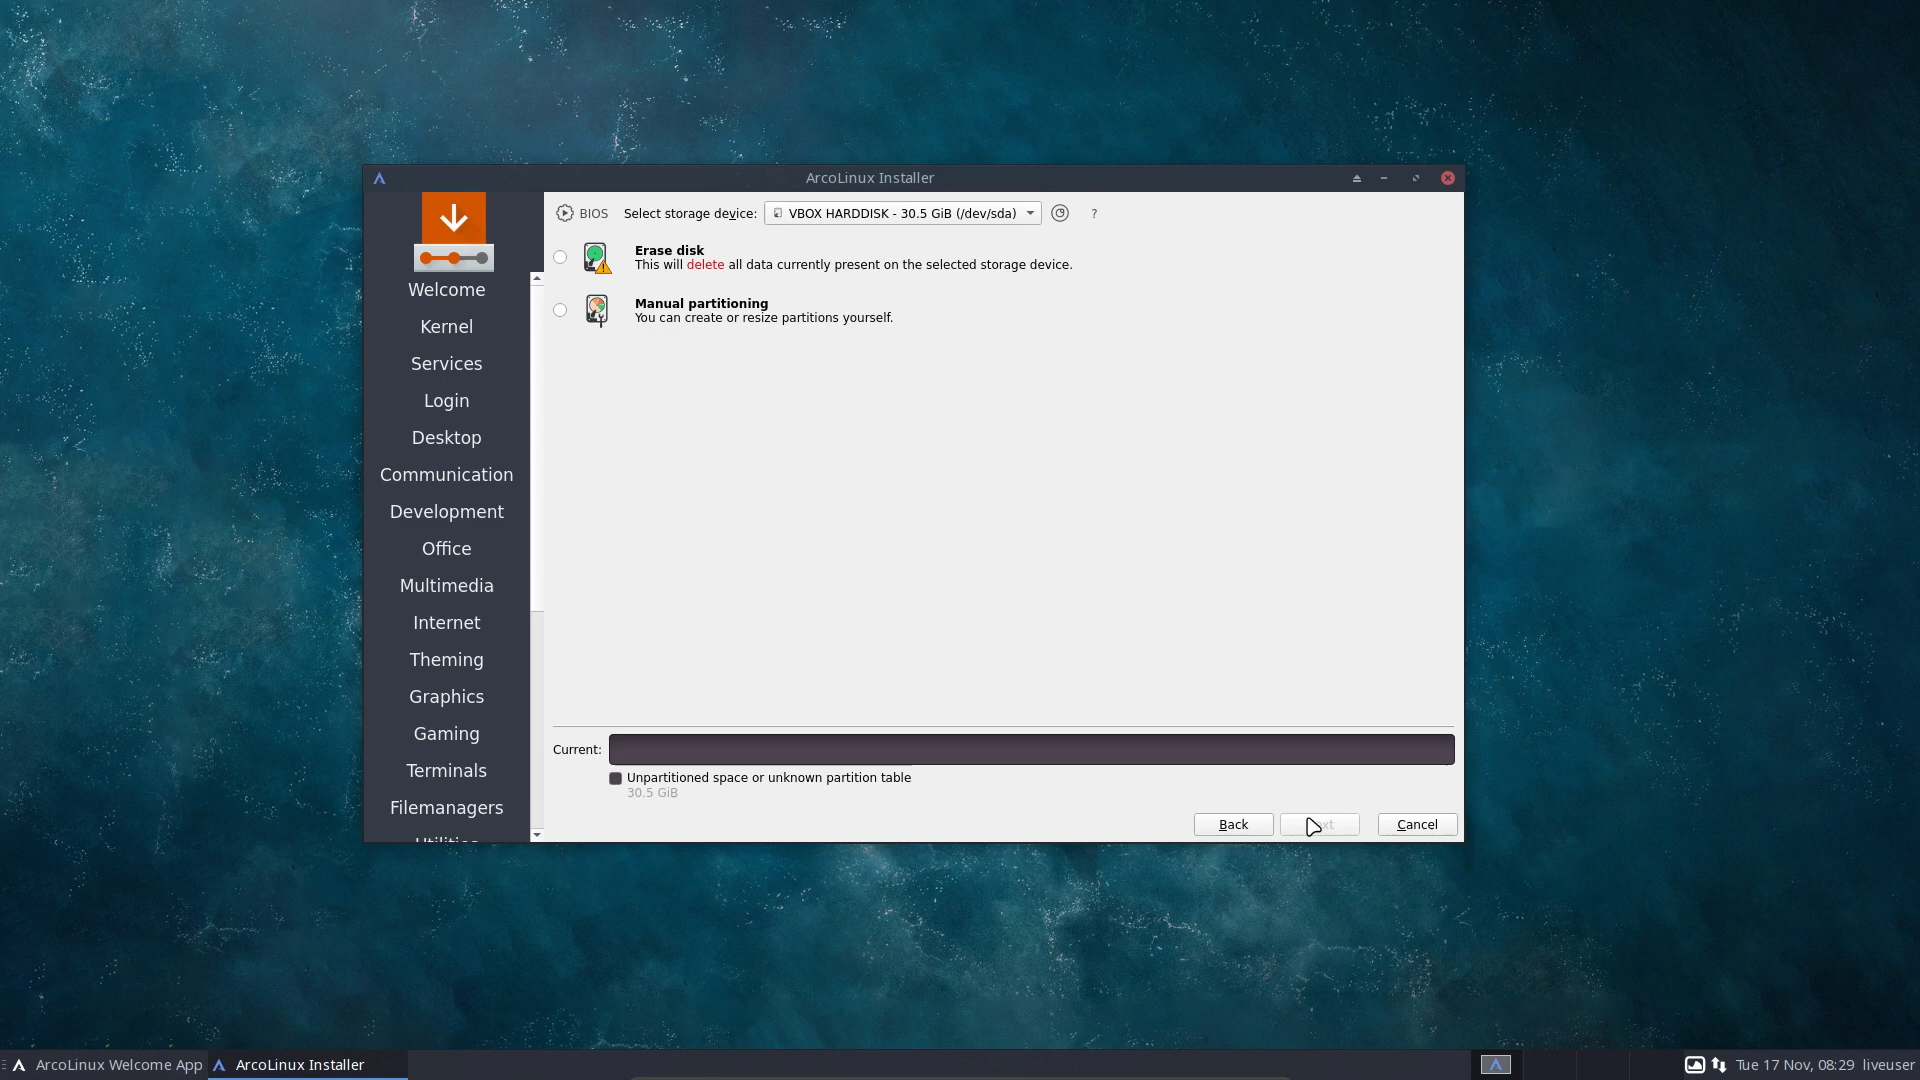 ArcoLinux Installer
BIOS Select storage device: VBOX HARDDISK - 30.5 GiB (/dev/sda) ?
Erase disk
This will delete all data currently present on the selected storage device.
Manual partitioning
You can create or resize partitions yourself.
Welcome
Kernel
Services
Login
Desktop
Communication
Development
Office
Multimedia
Internet
Theming
Graphics
Gaming
Terminals
Filemanagers
Current:
Unpartitioned space or unknown partition table
30.5 GiB
Back Cancel
ArcoLinux Welcome App ArcoLinux Installer Tue 17 Nov, 08:29 liveuser